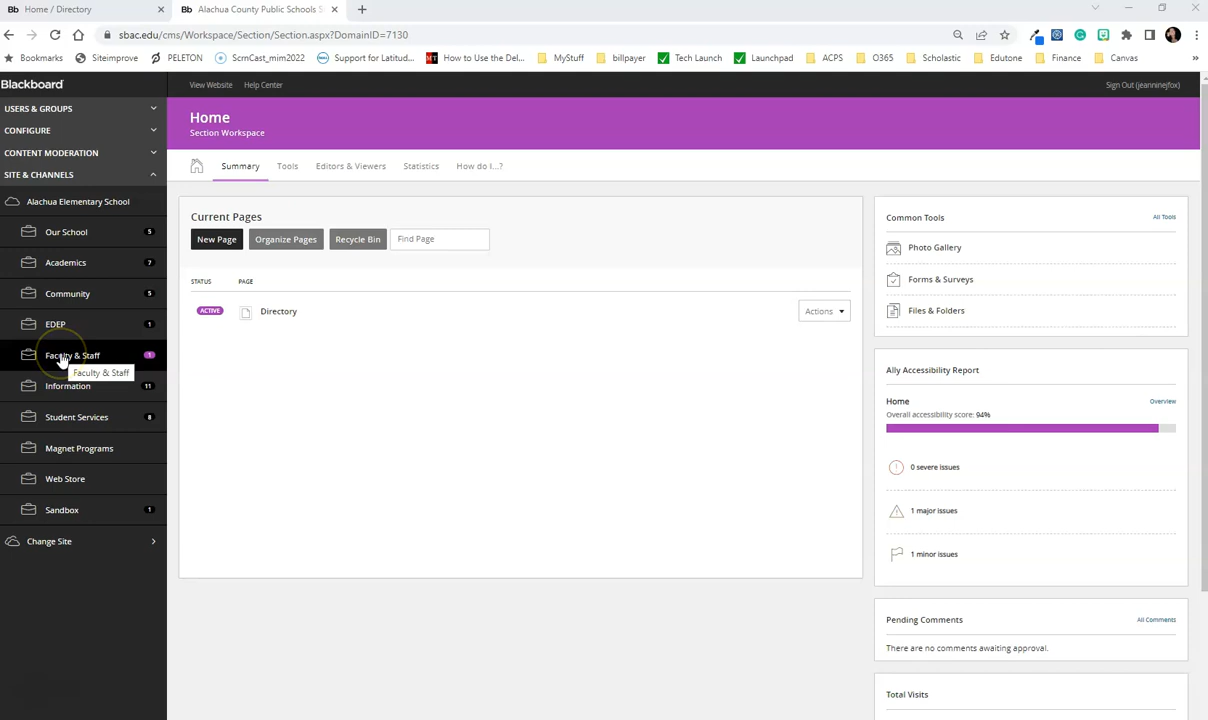 Bb Home / Directory
Bb Alachua County Public Schools S
sbac.edu/cms/Workspace/Section/Section.aspx?DomainID=7130
Bookmarks
Siteimprove
PELETON
ScrnCast_mim2022
Support for Latitud...
MT How to Use the Del...
MyStuff
billpayer
Tech Launch
Launchpad
ACPS
O365
Scholastic
Edutone
Finance
Canvas
Blackboard
View Website
Help Center
Sign Out (jeanninejfox)
USERS & GROUPS
CONFIGURE
CONTENT MODERATION
SITE & CHANNELS
Alachua Elementary School
Our School 5
Academics 7
Community 5
EDEP 1
Faculty & Staff 1
Faculty & Staff
Information 11
Student Services 8
Magnet Programs
Web Store
Sandbox 1
Change Site
Home
Section Workspace
Summary
Tools
Editors & Viewers
Statistics
How do I...?
Current Pages
New Page
Organize Pages
Recycle Bin
Find Page
STATUS
PAGE
ACTIVE
Directory
Actions
Common Tools
All Tools
Photo Gallery
Forms & Surveys
Files & Folders
Ally Accessibility Report
Home
Overview
Overall accessibility score: 94%
0 severe issues
1 major issues
1 minor issues
Pending Comments
All Comments
There are no comments awaiting approval.
Total Visits